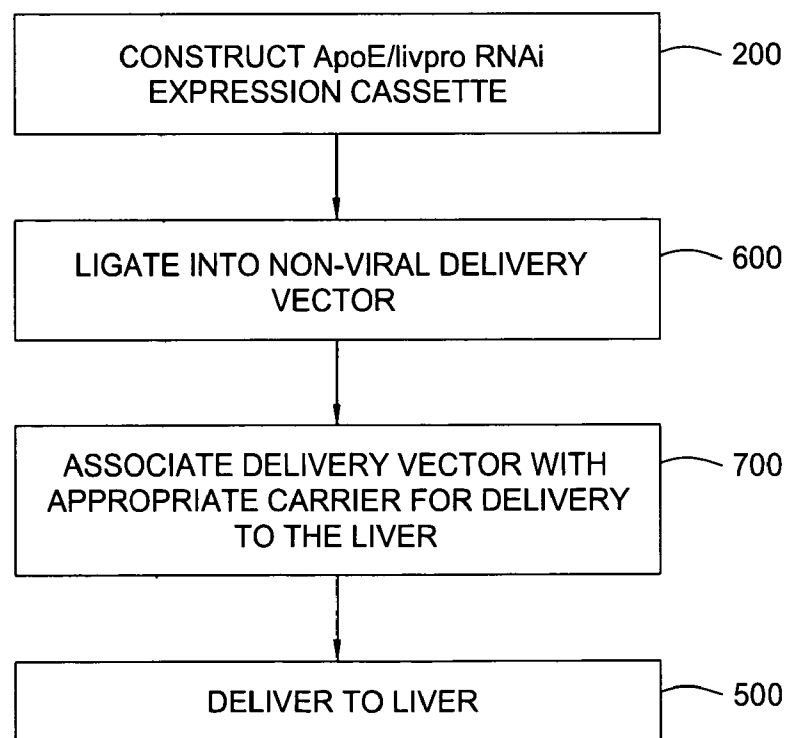 CONSTRUCT ApoE/livpro RNAi
EXPRESSION CASSETTE
200
LIGATE INTO NON-VIRAL DELIVERY
VECTOR
600
ASSOCIATE DELIVERY VECTOR WITH
APPROPRIATE CARRIER FOR DELIVERY
TO THE LIVER
700
DELIVER TO LIVER
500